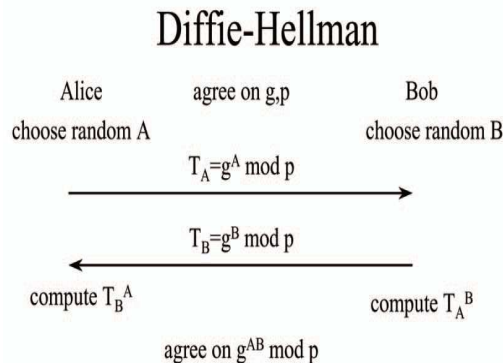 Diffie-Hellman
Alice agree on g,p Bob
choose random A choose random B
T_A=g^A mod p
T_B=g^B mod p
compute T_B^A compute T_A^B
agree on g^AB mod p